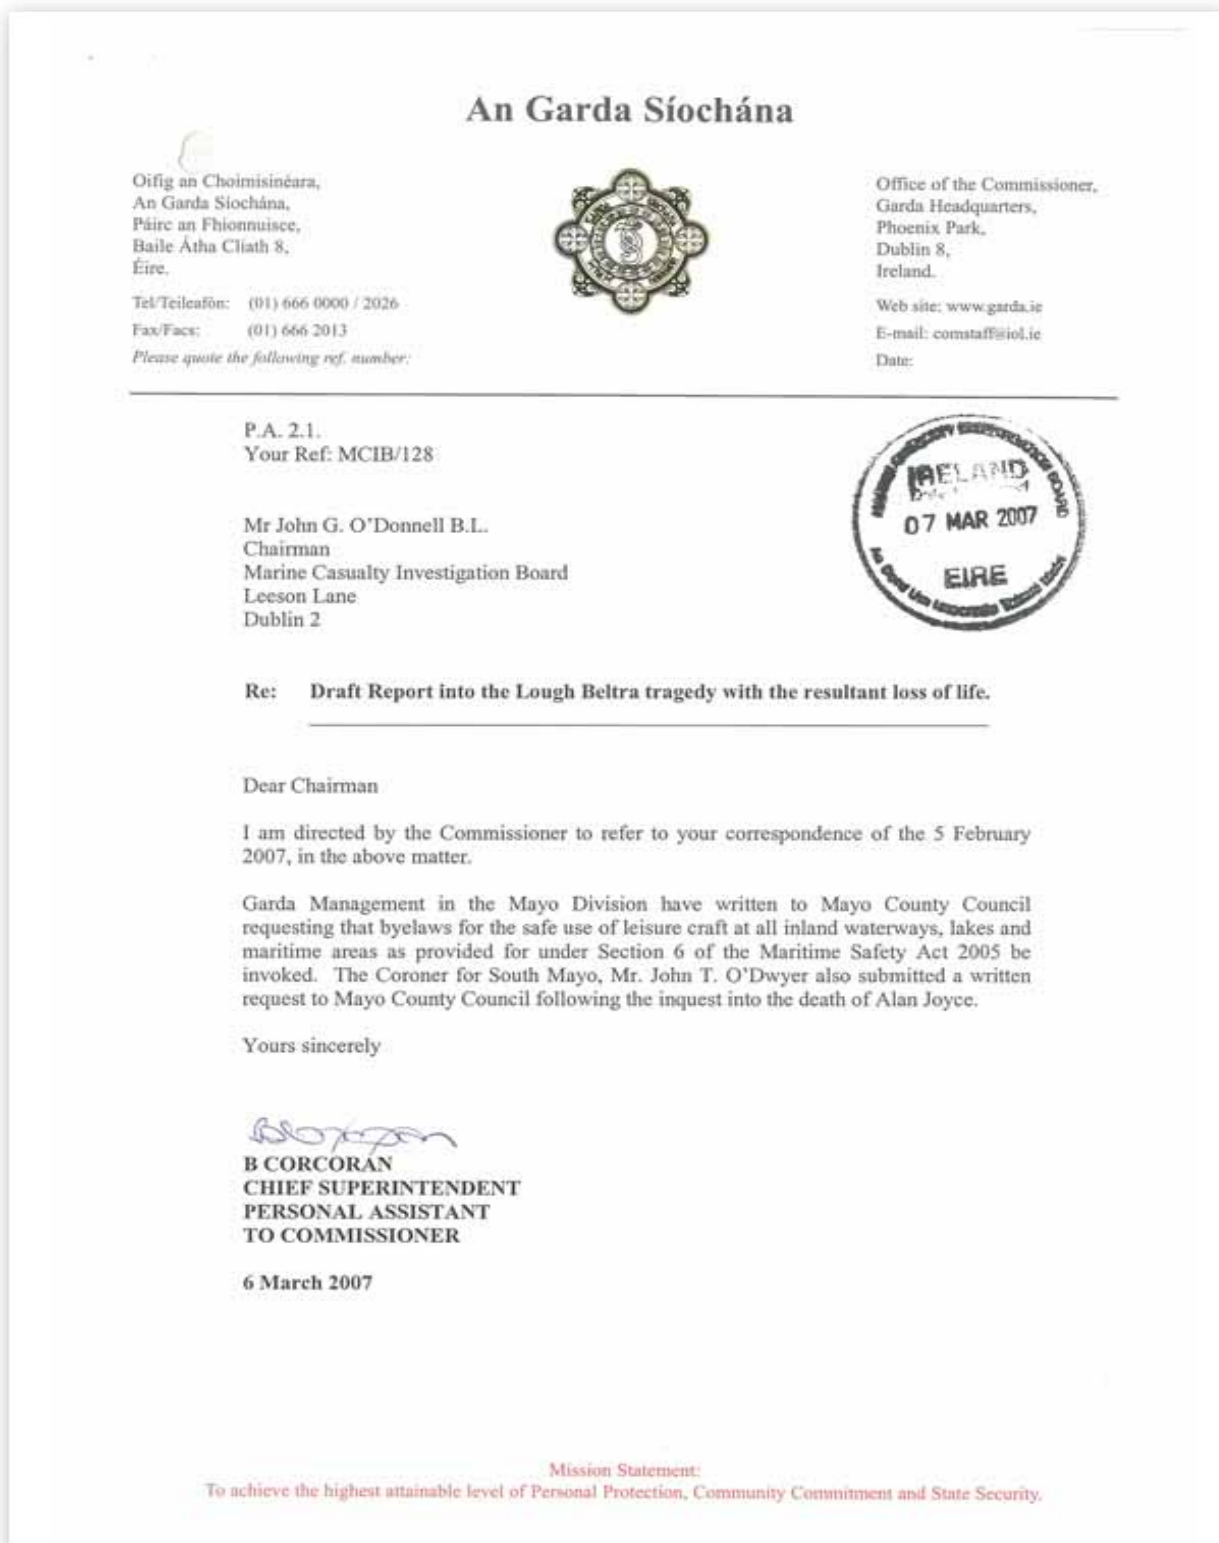 An Garda Síochána
Oifig an Choimisinéara,
An Garda Síochána,
Páirc an Fhionnuisce,
Baile Átha Cliath 8,
Éire.
Tel/Teileafón: (01) 666 0000 / 2026
Fax/Facs: (01) 666 2013
Please quote the following ref. number:
Office of the Commissioner,
Garda Headquarters,
Phoenix Park,
Dublin 8,
Ireland.
Web site: www.garda.ie
E-mail: comstaff@iol.ie
Date:
P.A. 2.1.
Your Ref: MCIB/128
IRELAND
07 MAR 2007
EIRE
Mr John G. O'Donnell B.L.
Chairman
Marine Casualty Investigation Board
Leeson Lane
Dublin 2
Re: Draft Report into the Lough Beltra tragedy with the resultant loss of life.
Dear Chairman
I am directed by the Commissioner to refer to your correspondence of the 5 February
2007, in the above matter.
Garda Management in the Mayo Division have written to Mayo County Council
requesting that byelaws for the safe use of leisure craft at all inland waterways, lakes and
maritime areas as provided for under Section 6 of the Maritime Safety Act 2005 be
invoked. The Coroner for South Mayo, Mr. John T. O'Dwyer also submitted a written
request to Mayo County Council following the inquest into the death of Alan Joyce.
Yours sincerely
B CORCORAN
CHIEF SUPERINTENDENT
PERSONAL ASSISTANT
TO COMMISSIONER
6 March 2007
Mission Statement:
To achieve the highest attainable level of Personal Protection, Community Commitment and State Security.